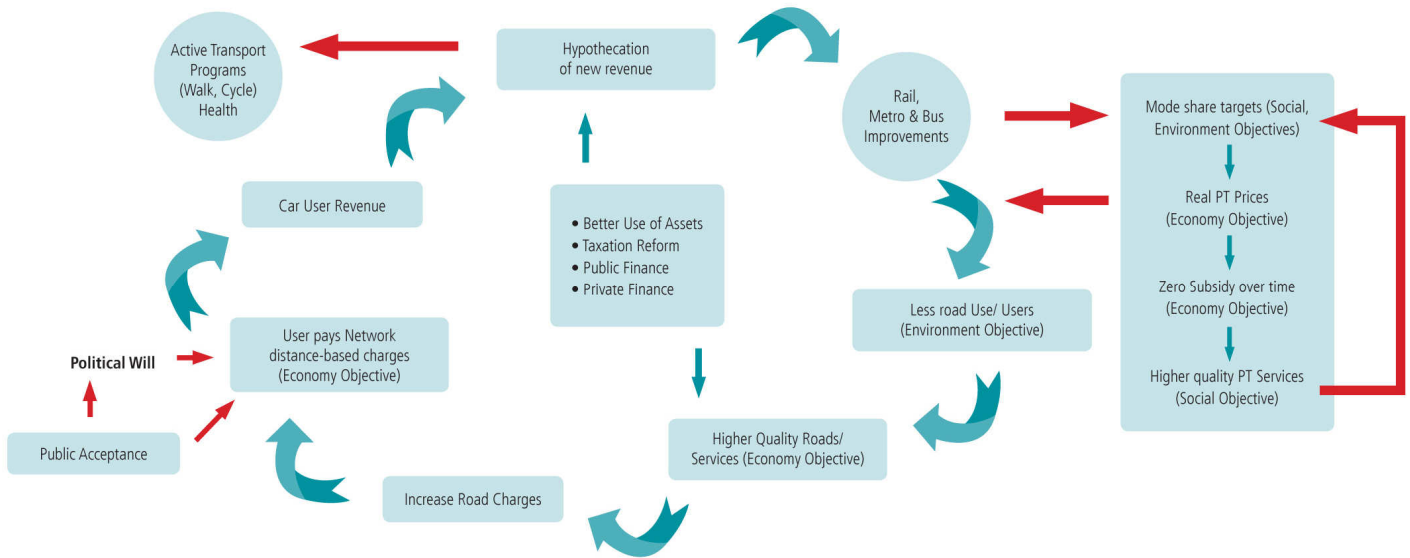 Active Transport
Programs
(Walk, Cycle)
Health
Hypothecation
of new revenue
Rail,
Metro & Bus
Improvements
Mode share targets (Social,
Environment Objectives)
Real PT Prices
(Economy Objective)
Zero Subsidy over time
(Economy Objective)
Higher quality PT Services
(Social Objective)
Car User Revenue
• Better Use of Assets
• Taxation Reform
• Public Finance
• Private Finance
Less road Use/ Users
(Environment Objective)
User pays Network
distance-based charges
(Economy Objective)
Political Will
Public Acceptance
Higher Quality Roads/
Services (Economy Objective)
Increase Road Charges